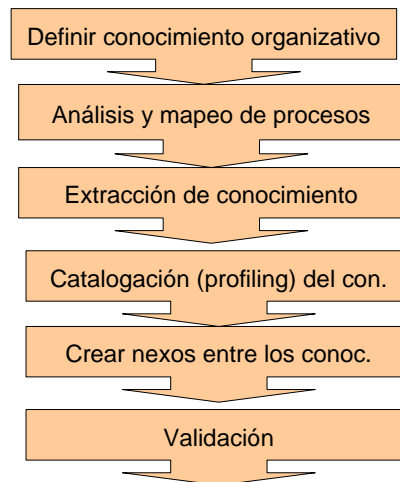 Definir conocimiento organizativo
Análisis y mapeo de procesos
Extracción de conocimiento
Catalogación (profiling) del con.
Crear nexos entre los conoc.
Validación